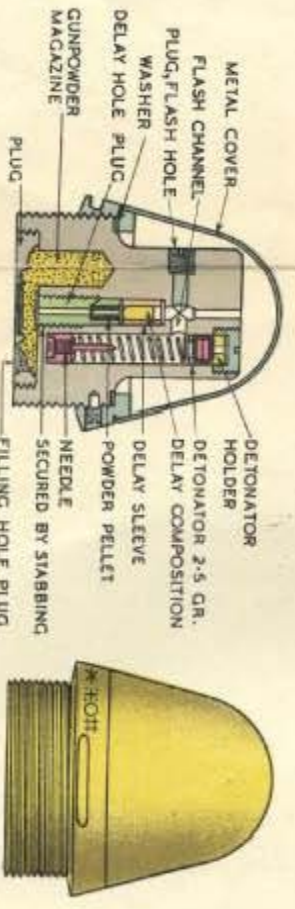 METAL COVER
FLASH CHANNEL
PLUG, FLASH HOLE
WASHER
DELAY HOLE PLUG
GUNPOWDER
MAGAZINE
PLUG
DETONATOR
HOLDER
DETONATOR 2·5 GR.
DELAY COMPOSITION
DELAY SLEEVE
POWDER PELLET
NEEDLE
SECURED BY STABBING
FILLING HOLE PLUG